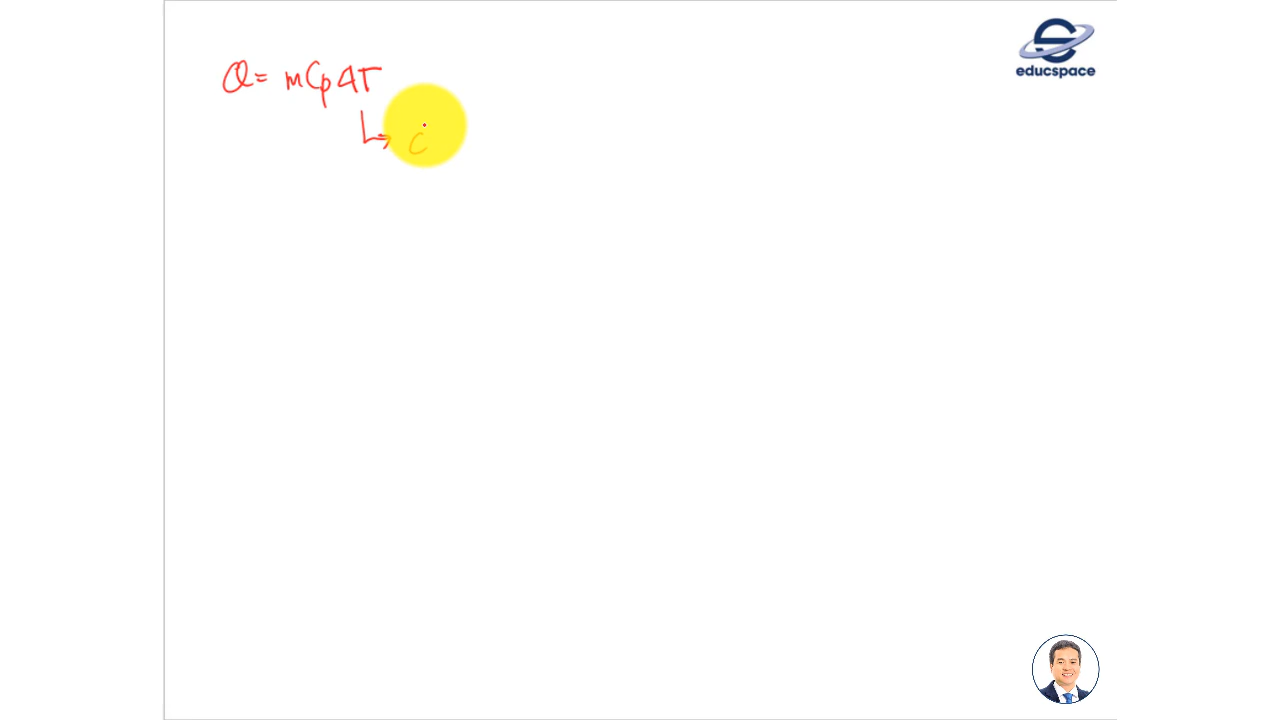 Q = mCpΔT
↳ C
educspace